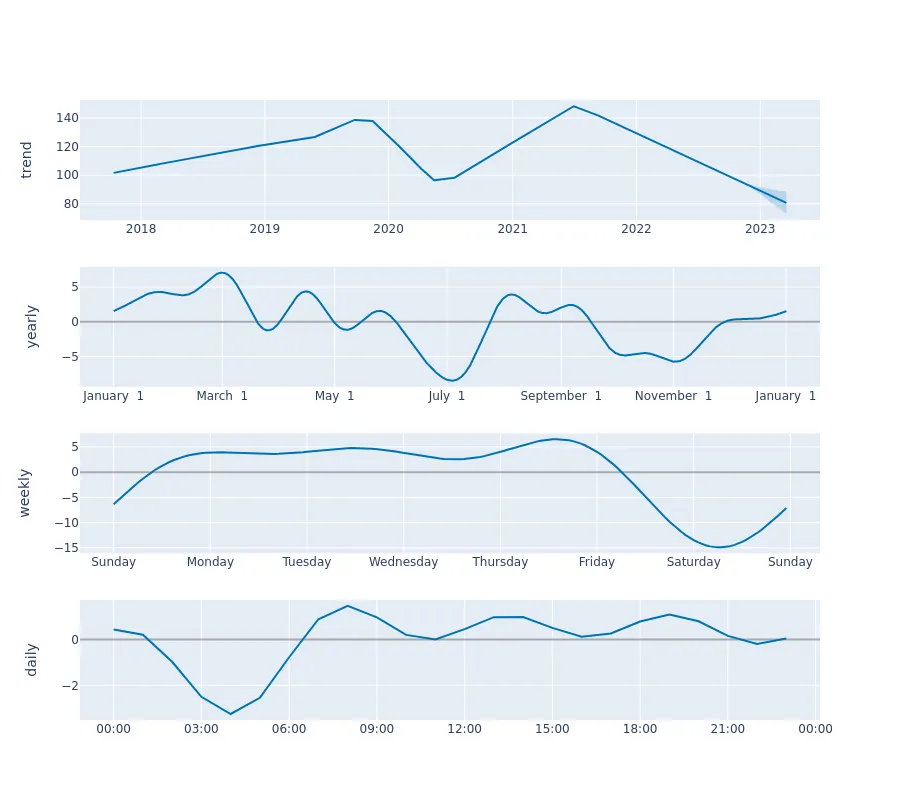 trend
140
120
100
80
2018 2019 2020 2021 2022 2023
yearly
5
0
−5
January 1 March 1 May 1 July 1 September 1 November 1 January 1
weekly
5
0
−5
−10
−15
Sunday Monday Tuesday Wednesday Thursday Friday Saturday Sunday
daily
0
−2
00:00 03:00 06:00 09:00 12:00 15:00 18:00 21:00 00:00